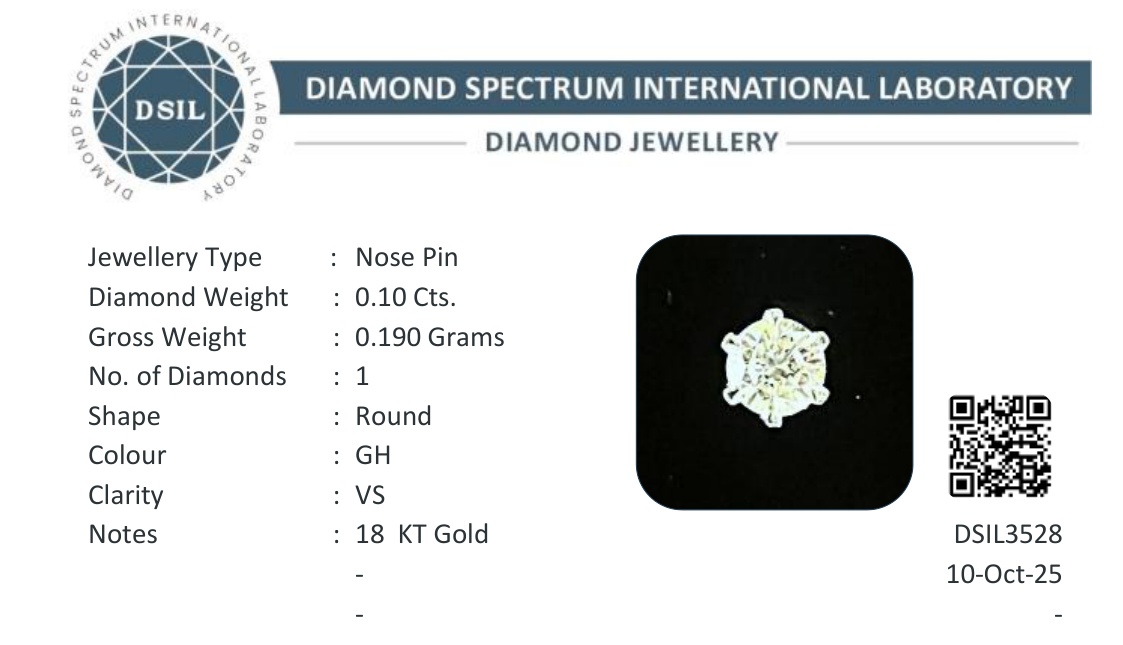 DIAMOND SPECTRUM INTERNATIONAL LABORATORY
DSIL
DIAMOND SPECTRUM INTERNATIONAL LABORATORY
DIAMOND JEWELLERY
Jewellery Type : Nose Pin
Diamond Weight : 0.10 Cts.
Gross Weight : 0.190 Grams
No. of Diamonds : 1
Shape : Round
Colour : GH
Clarity : VS
Notes : 18 KT Gold
-
-
DSIL3528
10-Oct-25
-